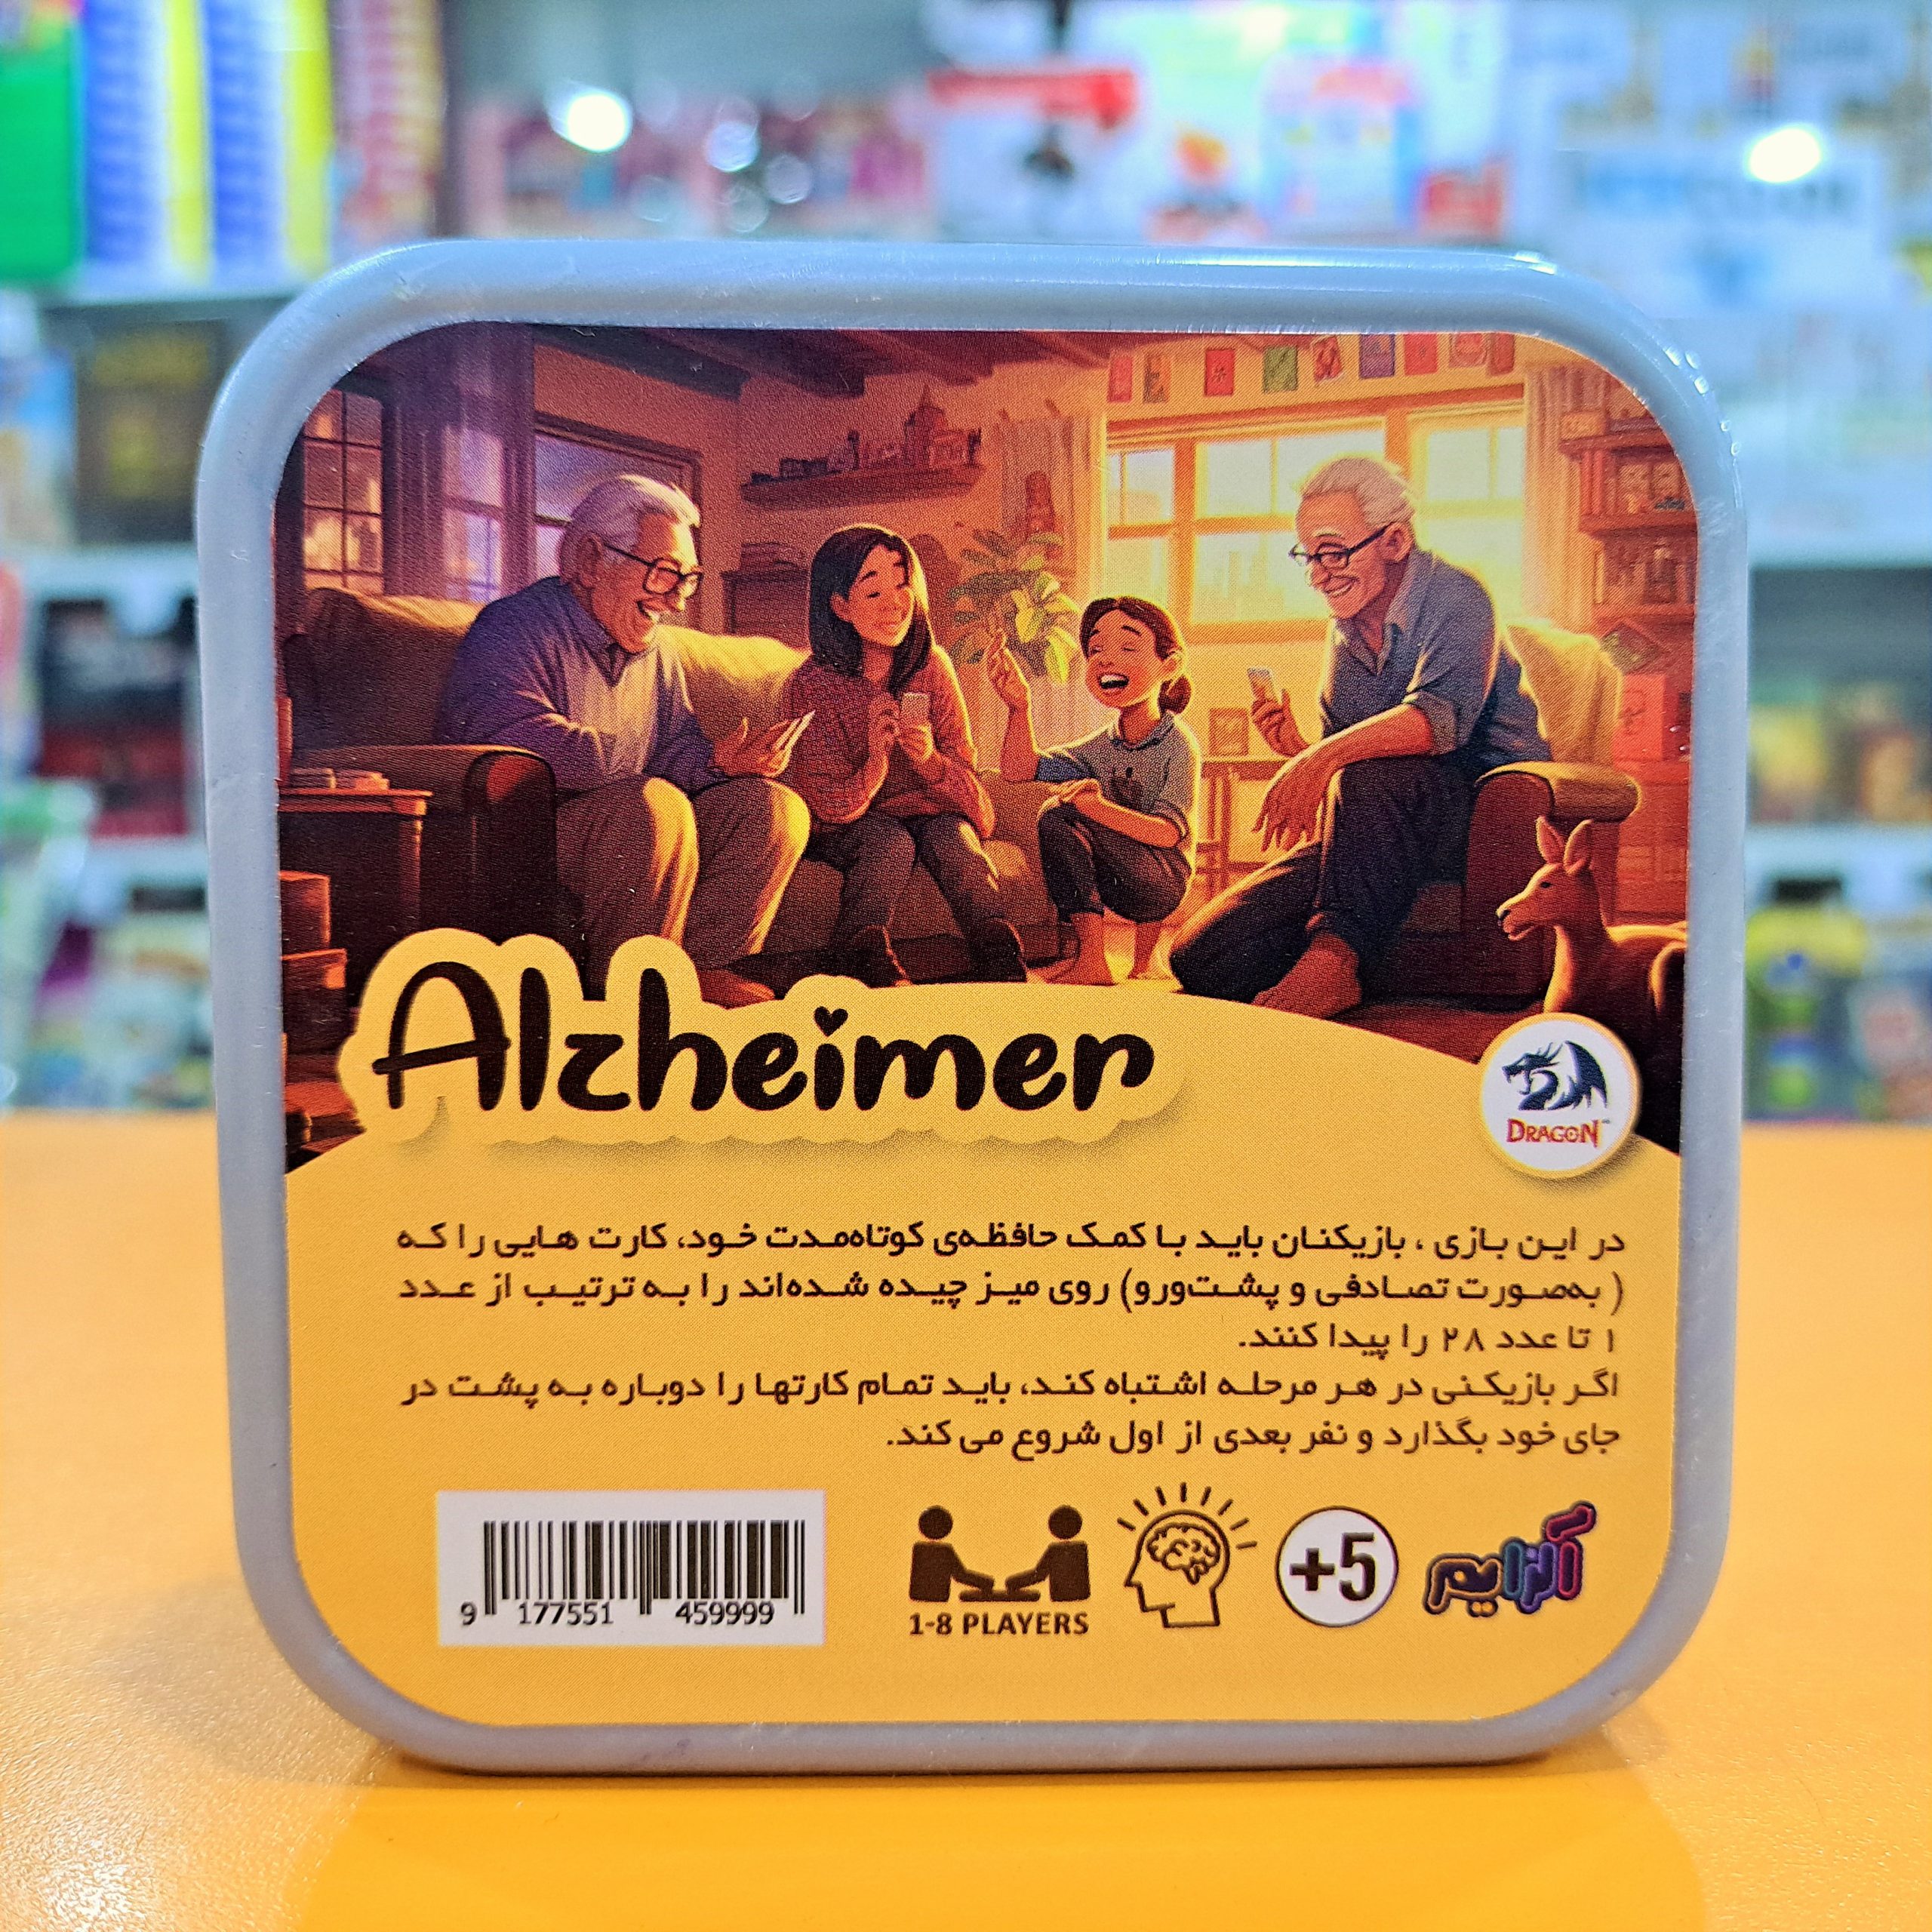 Alzheimer
DRAGON
در این بازی ، بازیکنان باید با کمک حافظه‌ی کوتاه‌مدت خود، کارت هایی را که
( به‌صورت تصادفی و پشت‌ورو) روی میز چیده شده‌اند را به ترتیب از عدد
۱ تا عدد ۲۸ را پیدا کنند.
اگر بازیکنی در هر مرحله اشتباه کند، باید تمام کارتها را دوباره به پشت در
جای خود بگذارد و نفر بعدی از اول شروع می کند.
آلزایمر
+5
1-8 PLAYERS
9 177551 459999